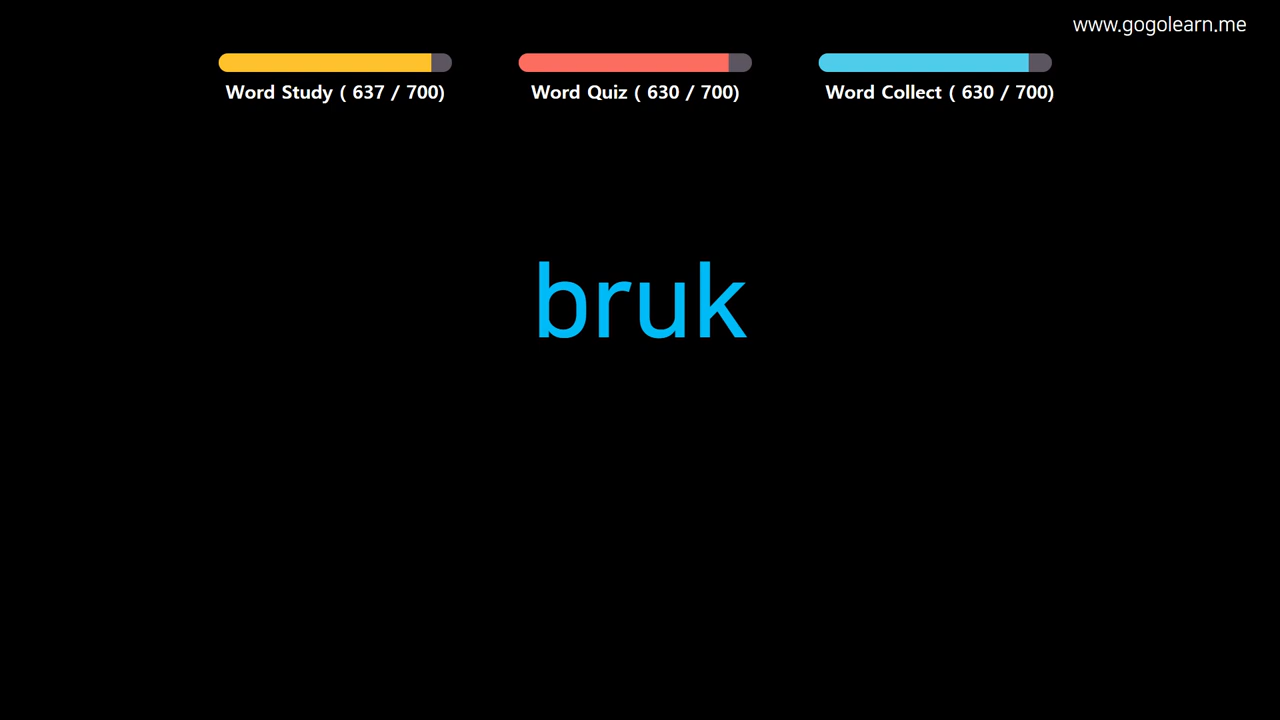 www.gogolearn.me
Word Study ( 637 / 700)
Word Quiz ( 630 / 700)
Word Collect ( 630 / 700)
bruk